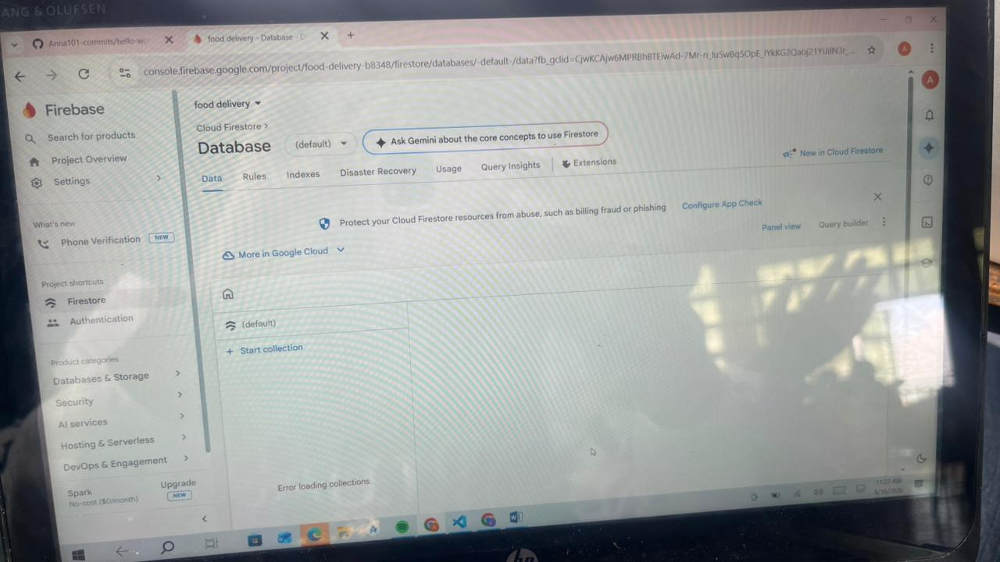 BANG & OLUFSEN
Anna101-commits/hello-wo
food delivery - Database - D
console.firebase.google.com/project/food-delivery-b8348/firestore/databases/-default-/data?fb_gclid=
A
Firebase
Search for products
Project Overview
Settings
What's new
Phone Verification
NEW
Project shortcuts
Firestore
Authentication
Product categories
Databases & Storage
Security
AI services
Hosting & Serverless
DevOps & Engagement
Spark
No-cost ($0/month)
Upgrade
NEW
food delivery
Cloud Firestore
Database
(default)
Ask Gemini about the core concepts to use Firestore
New in Cloud Firestore
Data Rules Indexes Disaster Recovery Usage Query Insights Extensions
Protect your Cloud Firestore resources from abuse, such as billing fraud or phishing Configure App Check
Panel view Query builder
More in Google Cloud
(default)
+ Start collection
Error loading collections
A
11:27 AM
hp